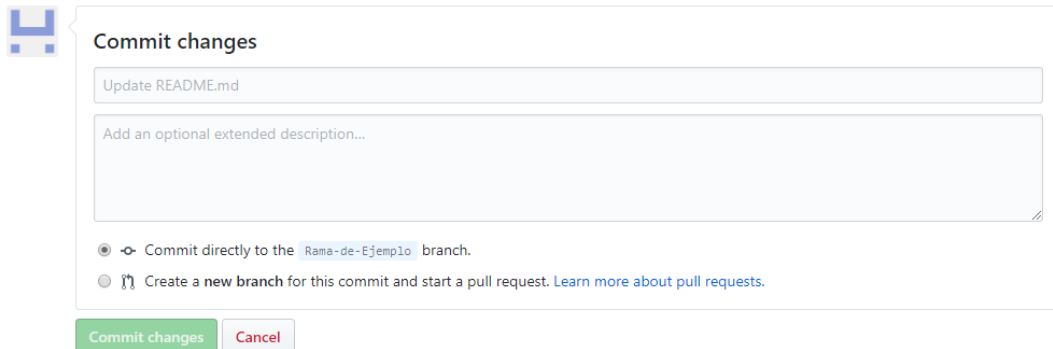 Commit changes
Update README.md
Add an optional extended description...
Commit directly to the Rama-de-Ejemplo branch.
Create a new branch for this commit and start a pull request. Learn more about pull requests.
Commit changes Cancel